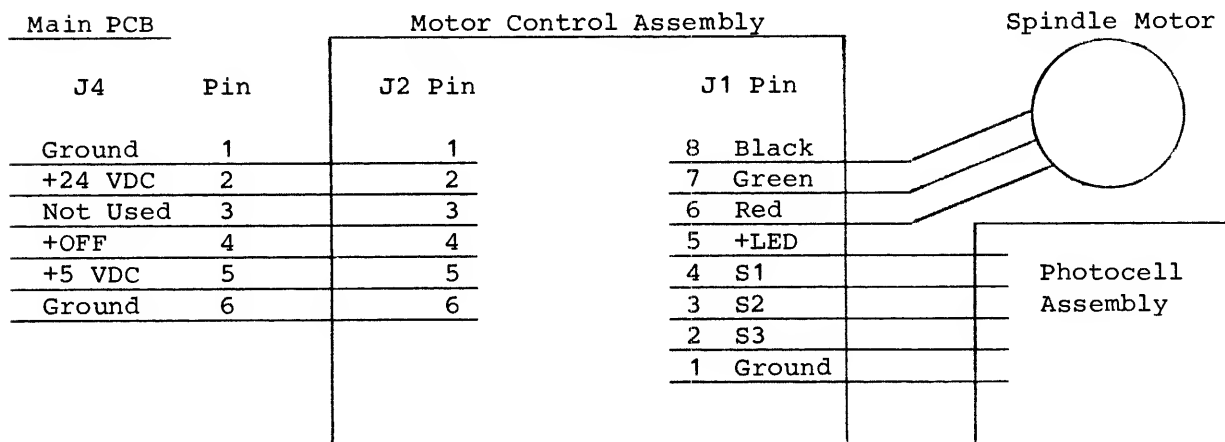 Main PCB Motor Control Assembly Spindle Motor
J4 Pin J2 Pin J1 Pin
Ground 1 1 8 Black
+24 VDC 2 2 7 Green
Not Used 3 3 6 Red
+OFF 4 4 5 +LED
+5 VDC 5 5 4 S1 Photocell
Ground 6 6 3 S2 Assembly
2 S3
1 Ground